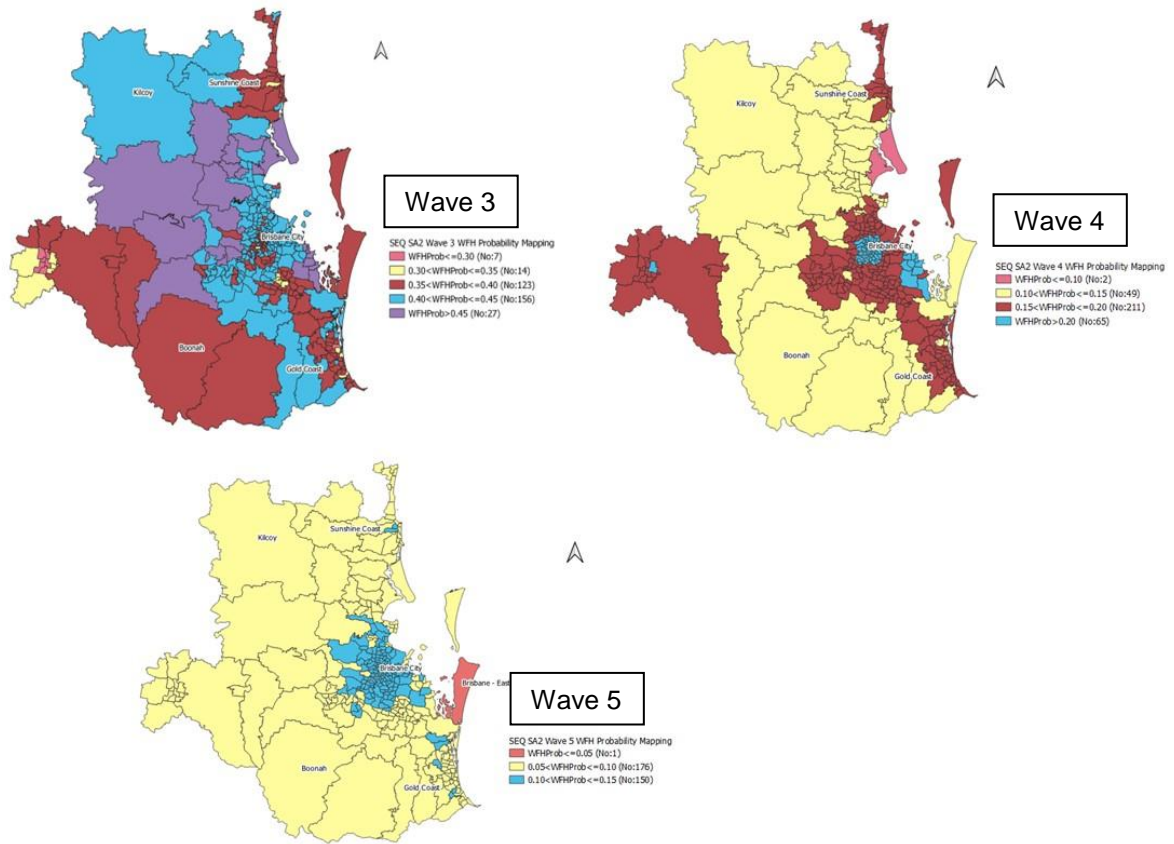 Kilcoy
Sunshine Coast
Brisbane City
Boonah
Gold Coast
Wave 3
SEQ SA2 Wave 3 WFH Probability Mapping
WFHProb<=0.30 (No:7)
0.30<WFHProb<=0.35 (No:14)
0.35<WFHProb<=0.40 (No:123)
0.40<WFHProb<=0.45 (No:156)
WFHProb>0.45 (No:27)
Kilcoy
Sunshine Coast
Brisbane City
Boonah
Gold Coast
Wave 4
SEQ SA2 Wave 4 WFH Probability Mapping
WFHProb<=0.10 (No:2)
0.10<WFHProb<=0.15 (No:49)
0.15<WFHProb<=0.20 (No:211)
WFHProb>0.20 (No:65)
Kilcoy
Sunshine Coast
Brisbane City
Brisbane - East
Boonah
Gold Coast
Wave 5
SEQ SA2 Wave 5 WFH Probability Mapping
WFHProb<=0.05 (No:1)
0.05<WFHProb<=0.10 (No:176)
0.10<WFHProb<=0.15 (No:150)